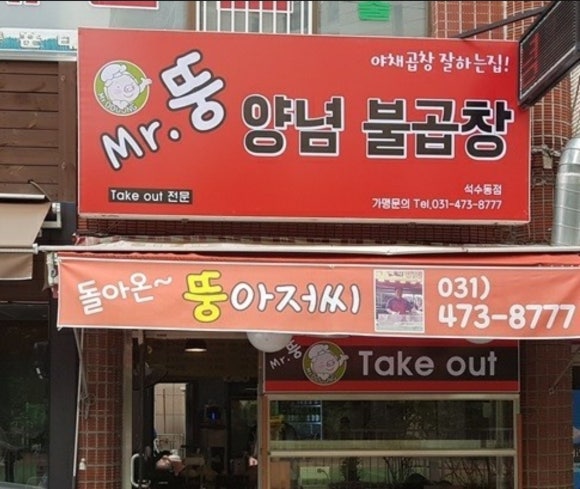 야채곱창 잘하는집!
Mr. 뚱
양념 불곱창
Take out 전문
석수동점
가맹문의 Tel.031-473-8777
돌아온~ 뚱아저씨
031)
473-8777
Mr. 뚱
Take out